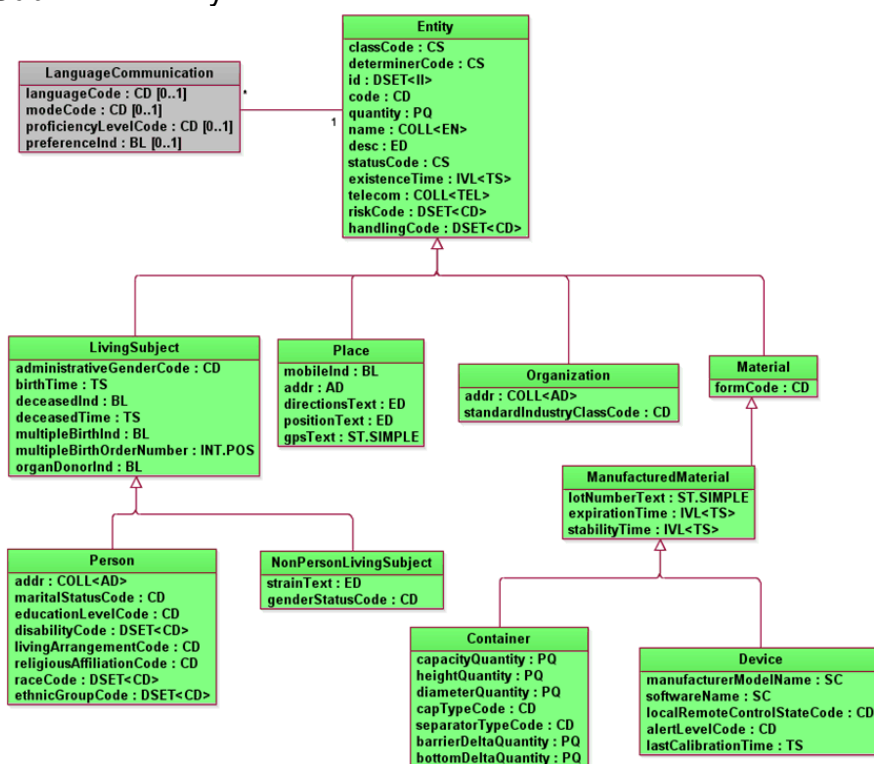 Entity
classCode : CS
determinerCode : CS
id : DSET<II>
code : CD
quantity : PQ
name : COLL<EN>
desc : ED
statusCode : CS
existenceTime : IVL<TS>
telecom : COLL<TEL>
riskCode : DSET<CD>
handlingCode : DSET<CD>
LanguageCommunication
languageCode : CD [0..1]
modeCode : CD [0..1]
proficiencyLevelCode : CD [0..1]
preferenceInd : BL [0..1]
*
1
LivingSubject
administrativeGenderCode : CD
birthTime : TS
deceasedInd : BL
deceasedTime : TS
multipleBirthInd : BL
multipleBirthOrderNumber : INT.POS
organDonorInd : BL
Place
mobileInd : BL
addr : AD
directionsText : ED
positionText : ED
gpsText : ST.SIMPLE
Organization
addr : COLL<AD>
standardIndustryClassCode : CD
Material
formCode : CD
ManufacturedMaterial
lotNumberText : ST.SIMPLE
expirationTime : IVL<TS>
stabilityTime : IVL<TS>
Person
addr : COLL<AD>
maritalStatusCode : CD
educationLevelCode : CD
disabilityCode : DSET<CD>
livingArrangementCode : CD
religiousAffiliationCode : CD
raceCode : DSET<CD>
ethnicGroupCode : DSET<CD>
NonPersonLivingSubject
strainText : ED
genderStatusCode : CD
Container
capacityQuantity : PQ
heightQuantity : PQ
diameterQuantity : PQ
capTypeCode : CD
separatorTypeCode : CD
barrierDeltaQuantity : PQ
bottomDeltaQuantity : PQ
Device
manufacturerModelName : SC
softwareName : SC
localRemoteControlStateCode : CD
alertLevelCode : CD
lastCalibrationTime : TS